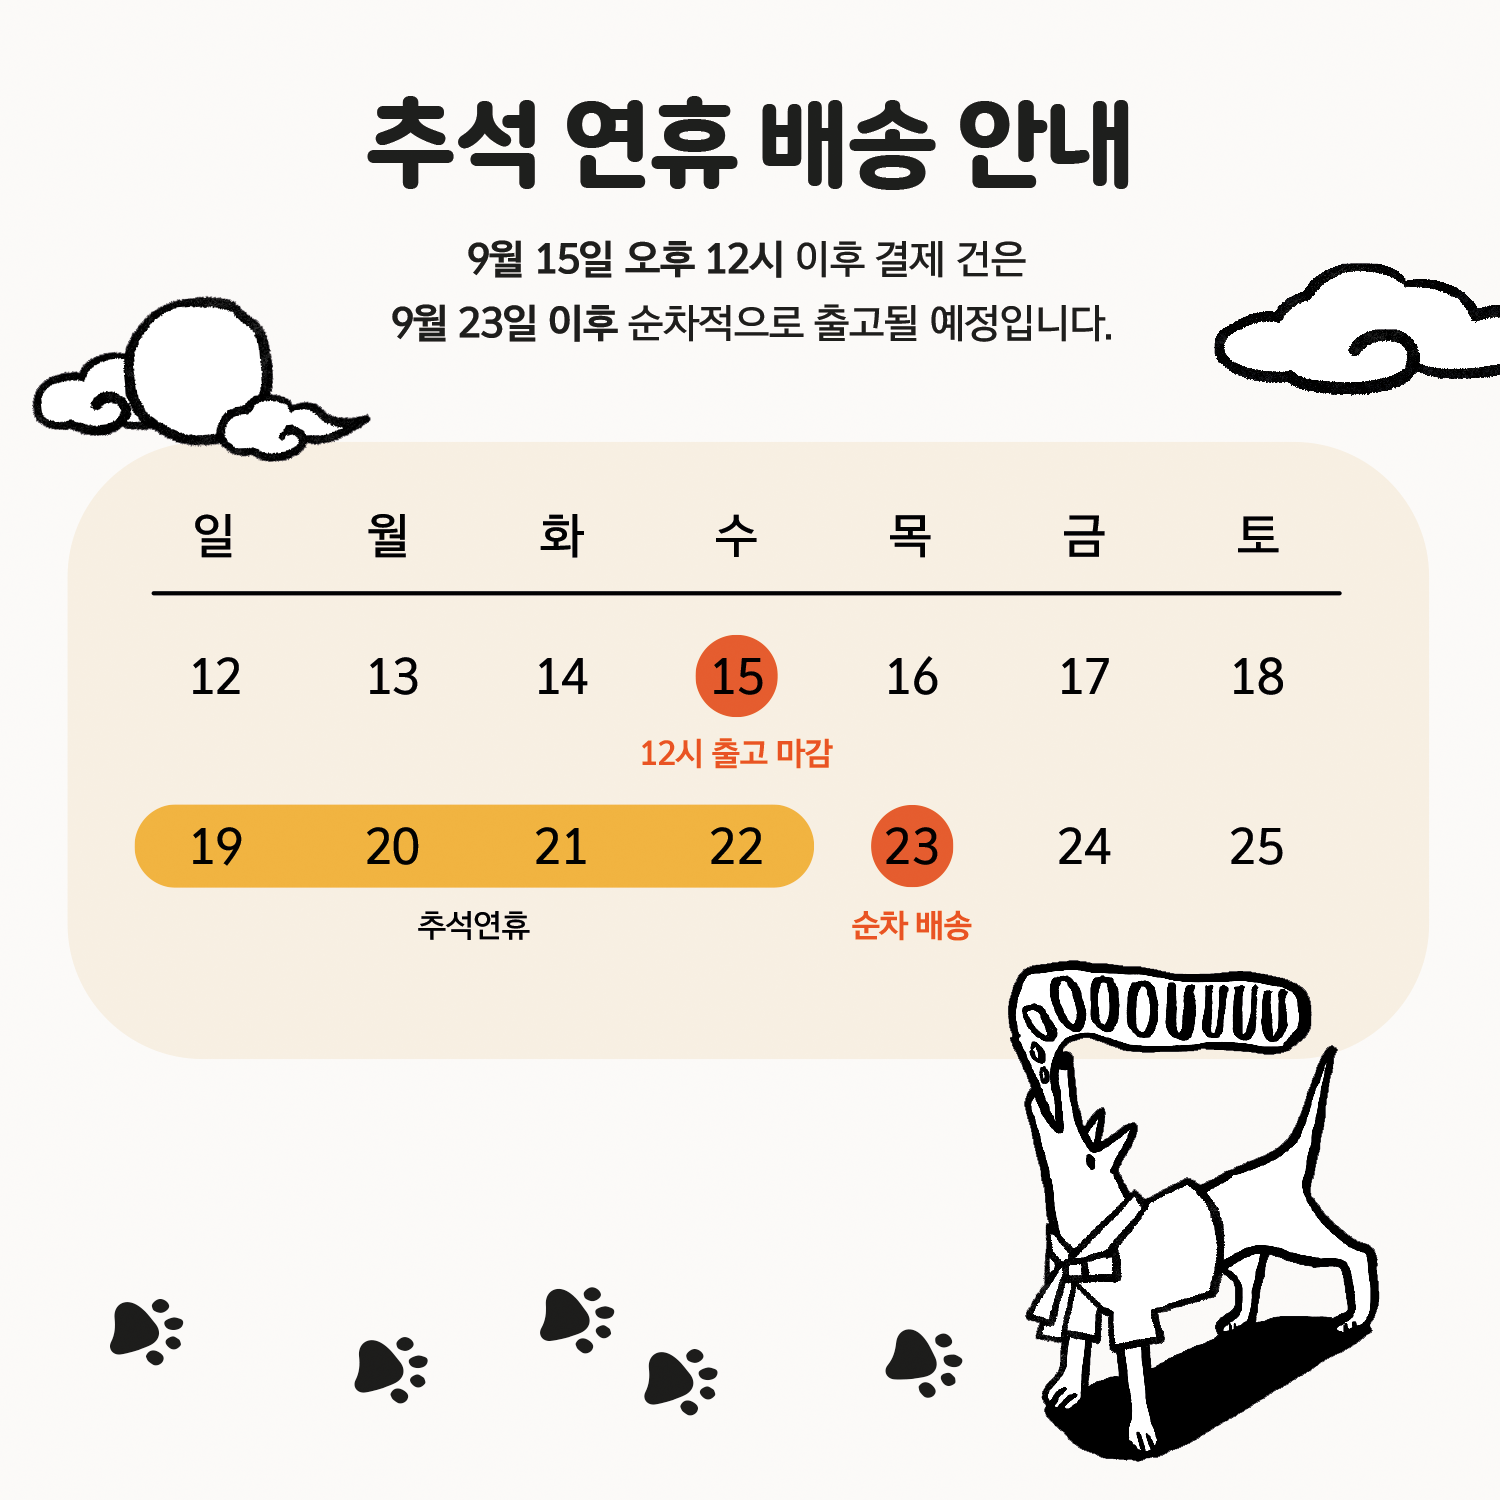 추석 연휴 배송 안내
9월 15일 오후 12시 이후 결제 건은
9월 23일 이후 순차적으로 출고될 예정입니다.
일 월 화 수 목 금 토
12 13 14 15 16 17 18
12시 출고 마감
19 20 21 22 23 24 25
추석연휴 순차 배송